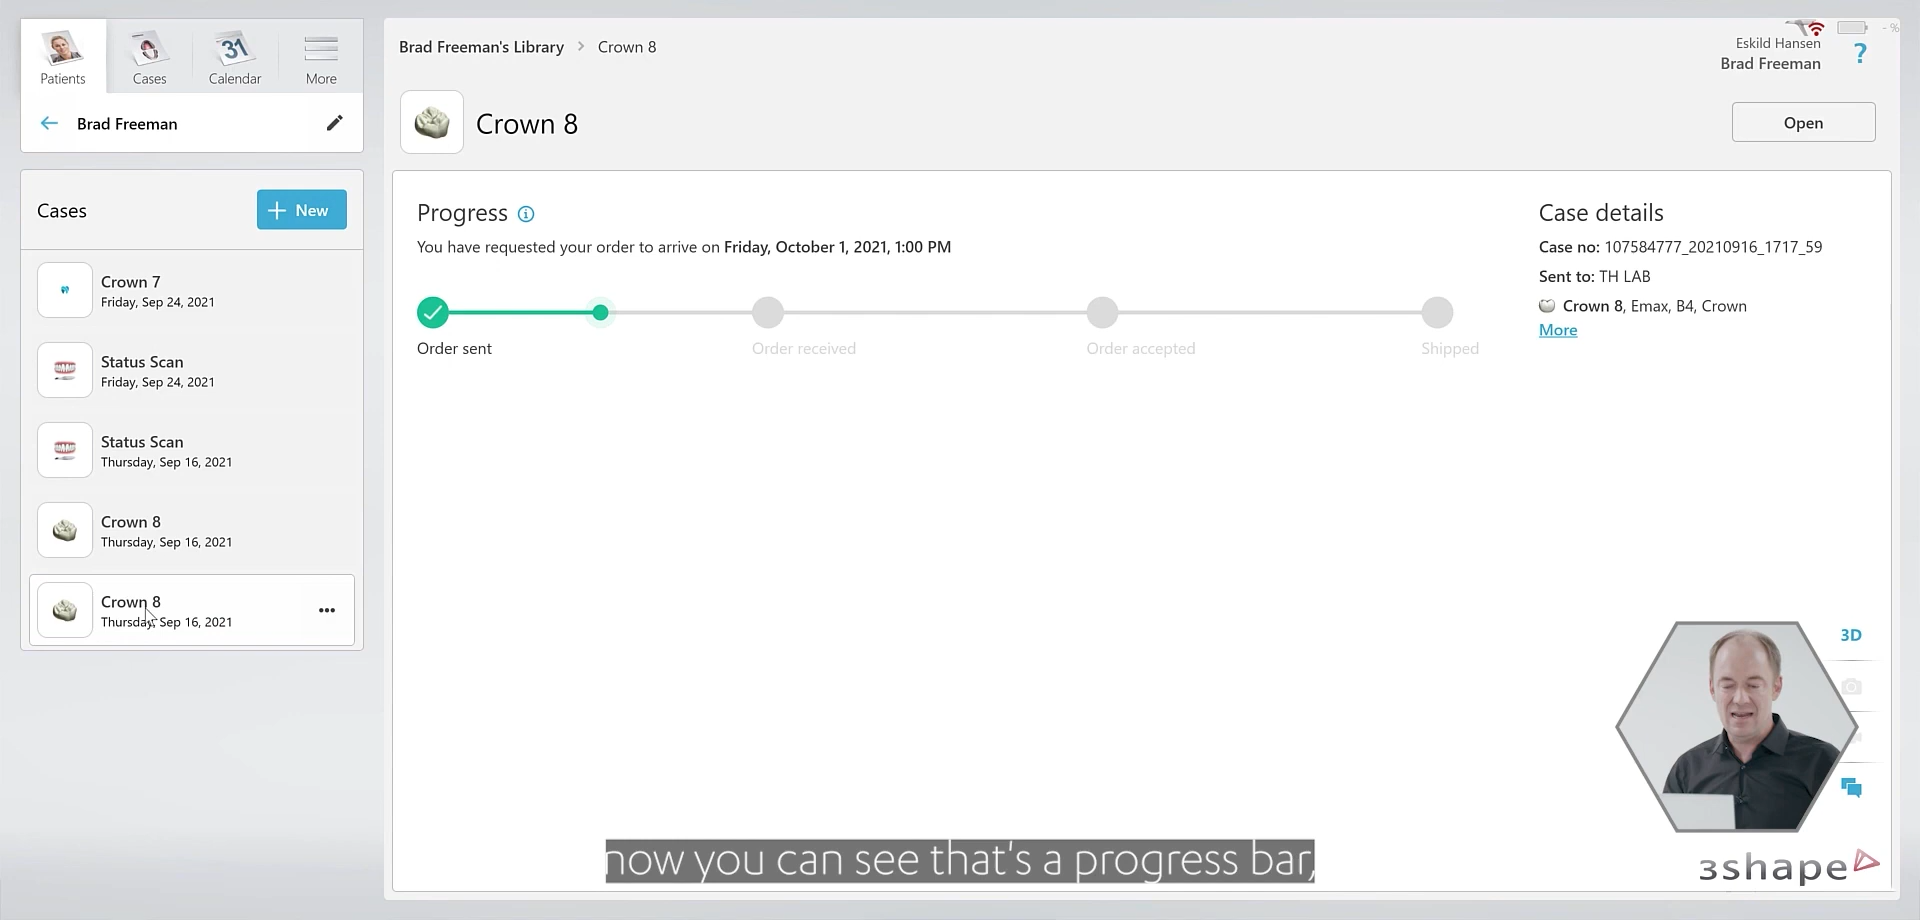 Patients
Cases
31
Calendar
More
Brad Freeman
Cases
+ New
Crown 7
Friday, Sep 24, 2021
Status Scan
Friday, Sep 24, 2021
Status Scan
Thursday, Sep 16, 2021
Crown 8
Thursday, Sep 16, 2021
Crown 8
Thursday, Sep 16, 2021
Brad Freeman's Library > Crown 8
- %
Eskild Hansen
Brad Freeman
?
Crown 8
Open
Progress
You have requested your order to arrive on Friday, October 1, 2021, 1:00 PM
Order sent
Order received
Order accepted
Shipped
Case details
Case no: 107584777_20210916_1717_59
Sent to: TH LAB
Crown 8, Emax, B4, Crown
More
3D
now you can see that's a progress bar,
3shape